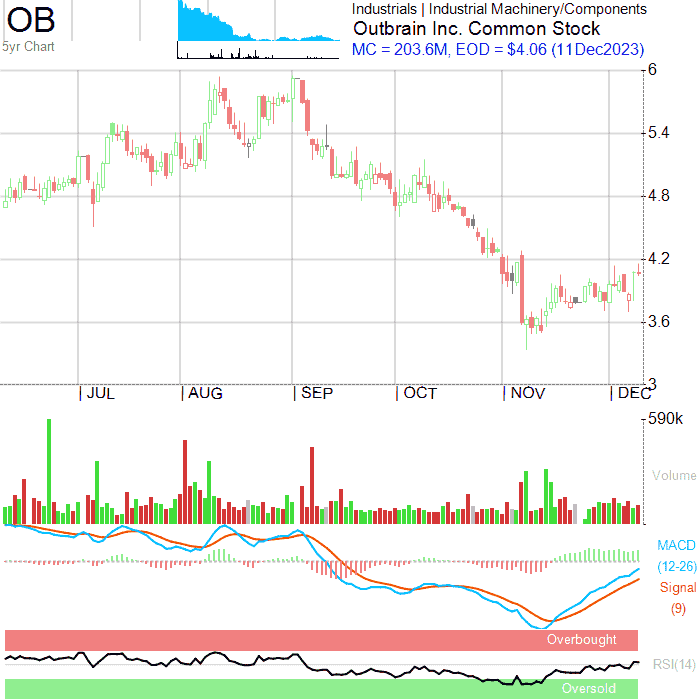 OB
5yr Chart
Industrials | Industrial Machinery/Components
Outbrain Inc. Common Stock
MC = 203.6M, EOD = $4.06 (11Dec2023)
6
5.4
4.8
4.2
3.6
3
| JUL | AUG | SEP | OCT | NOV | DEC
590k
Volume
MACD
(12-26)
Signal
(9)
Overbought
RSI(14)
Oversold